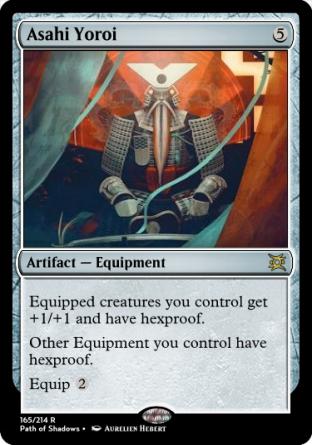 Asahi Yoroi 5
Artifact — Equipment
Equipped creatures you control get
+1/+1 and have hexproof.
Other Equipment you control have
hexproof.
Equip 2
165/214 R
Path of Shadows • Aurelien Hebert